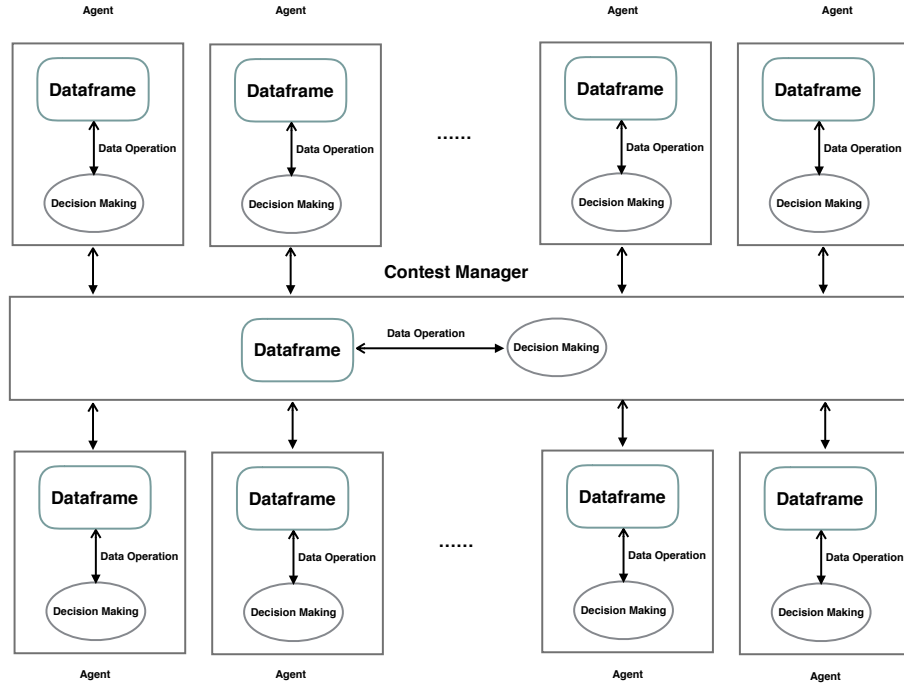 Agent
Agent
Agent
Agent
Dataframe
Dataframe
Dataframe
Dataframe
Data Operation
Data Operation
......
Data Operation
Data Operation
Decision Making
Decision Making
Decision Making
Decision Making
Contest Manager
Dataframe
Data Operation
Decision Making
Dataframe
Dataframe
Dataframe
Dataframe
Data Operation
Data Operation
......
Data Operation
Data Operation
Decision Making
Decision Making
Decision Making
Decision Making
Agent
Agent
Agent
Agent